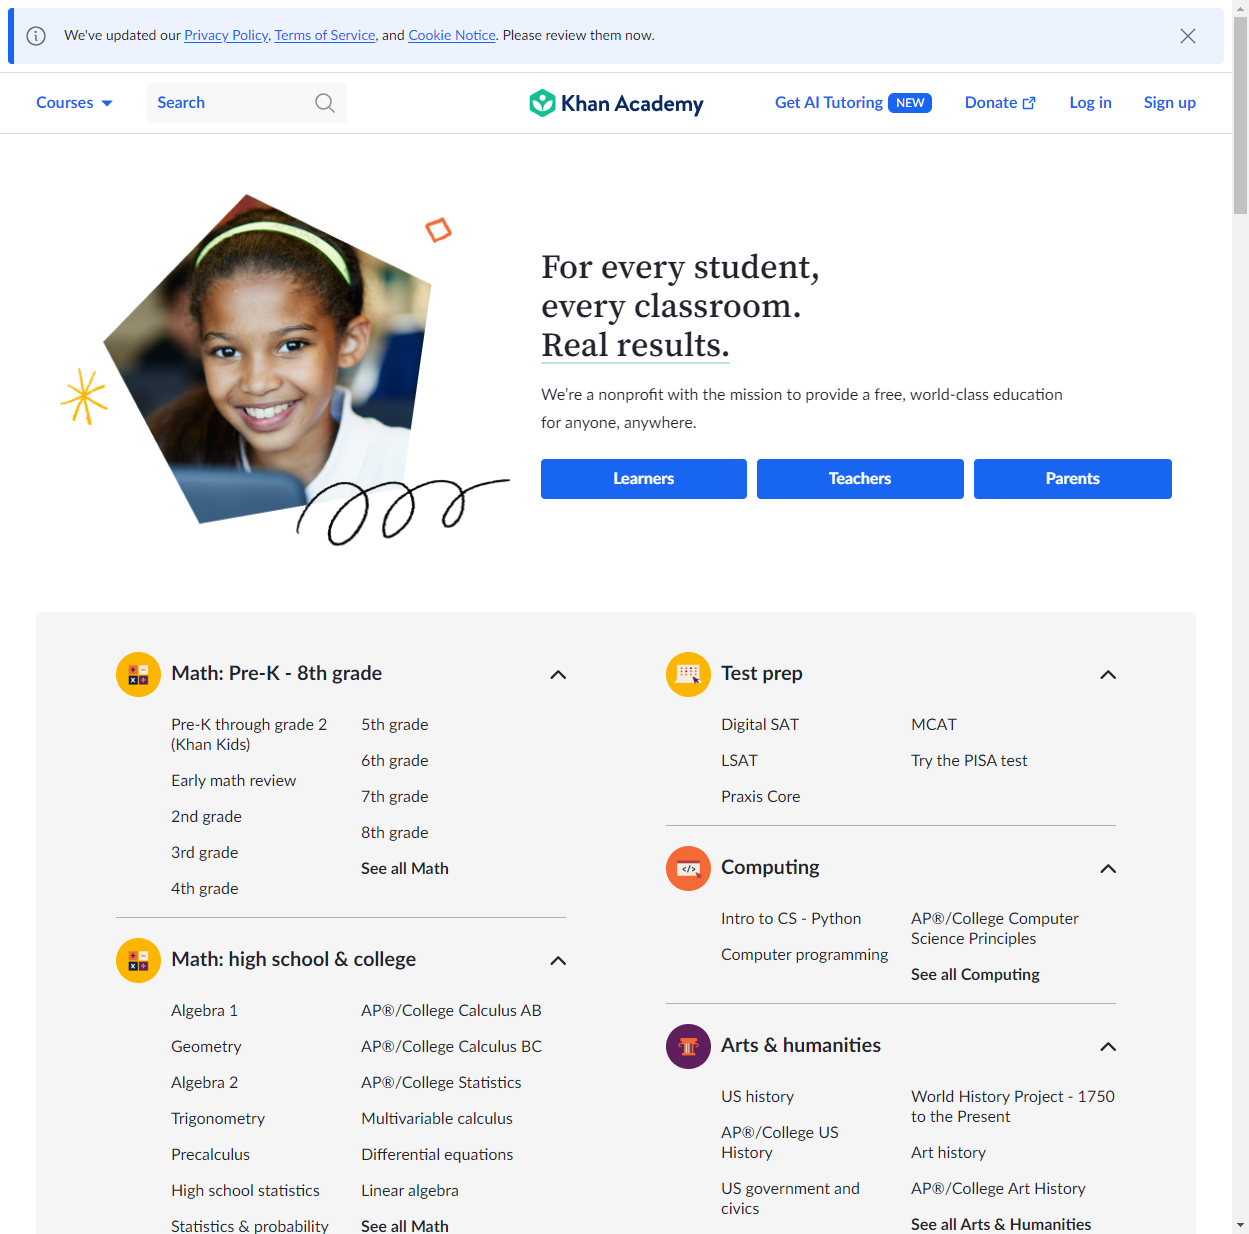 We've updated our Privacy Policy, Terms of Service, and Cookie Notice. Please review them now.
Courses
Search
Khan Academy
Get AI Tutoring NEW
Donate
Log in
Sign up
For every student,
every classroom.
Real results.
We're a nonprofit with the mission to provide a free, world-class education
for anyone, anywhere.
Learners
Teachers
Parents
Math: Pre-K - 8th grade
Pre-K through grade 2
(Khan Kids)
Early math review
2nd grade
3rd grade
4th grade
5th grade
6th grade
7th grade
8th grade
See all Math
Math: high school & college
Algebra 1
Geometry
Algebra 2
Trigonometry
Precalculus
High school statistics
Statistics & probability
AP®/College Calculus AB
AP®/College Calculus BC
AP®/College Statistics
Multivariable calculus
Differential equations
Linear algebra
See all Math
Test prep
Digital SAT
LSAT
Praxis Core
MCAT
Try the PISA test
Computing
Intro to CS - Python
Computer programming
AP®/College Computer
Science Principles
See all Computing
Arts & humanities
US history
AP®/College US
History
US government and
civics
World History Project - 1750
to the Present
Art history
AP®/College Art History
See all Arts & Humanities